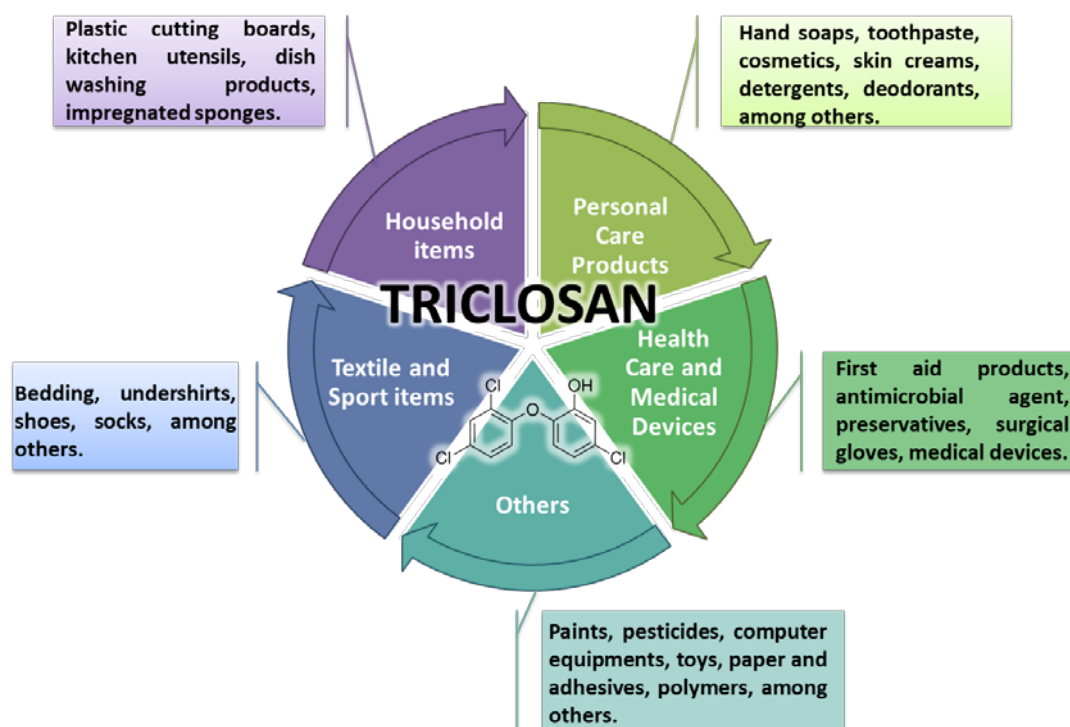 Plastic cutting boards,
kitchen utensils, dish
washing products,
impregnated sponges.
Hand soaps, toothpaste,
cosmetics, skin creams,
detergents, deodorants,
among others.
Household
items
Personal
Care
Products
TRICLOSAN
Textile and
Sport items
Health
Care and
Medical
Devices
Bedding, undershirts,
shoes, socks, among
others.
First aid products,
antimicrobial agent,
preservatives, surgical
gloves, medical devices.
Cl
OH
O
Cl
Cl
Others
Paints, pesticides, computer
equipments, toys, paper and
adhesives, polymers, among
others.